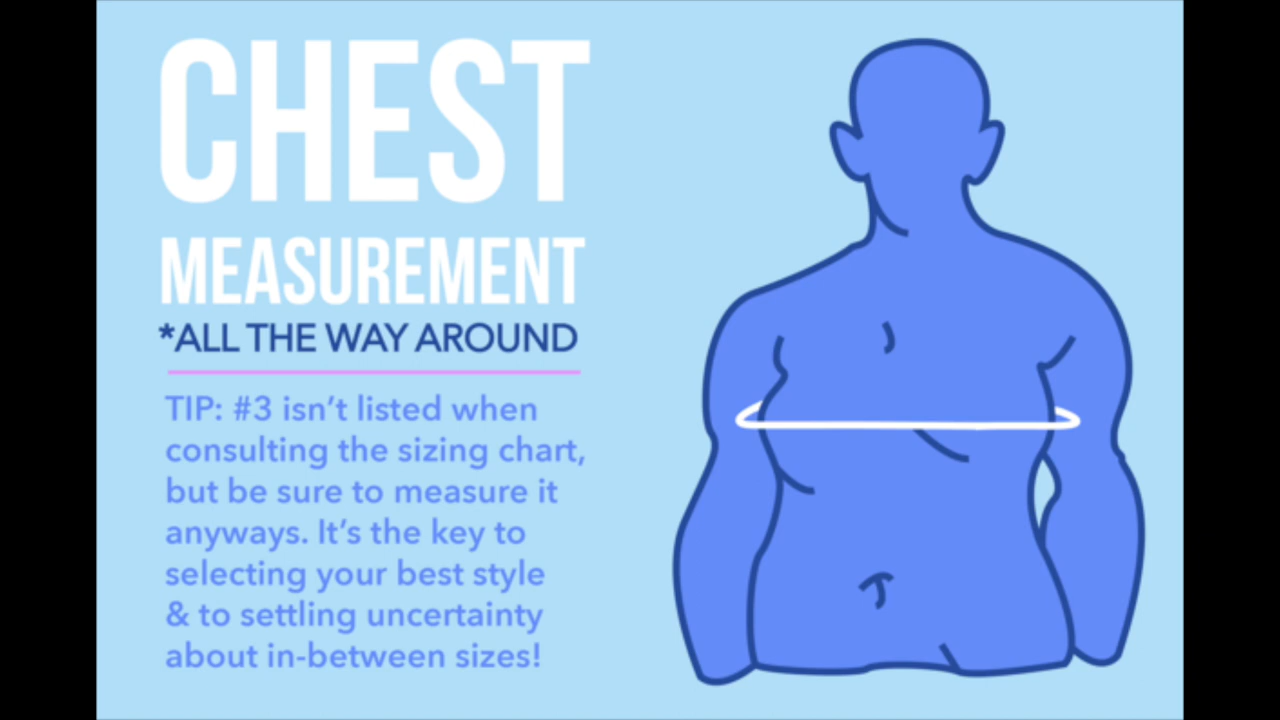 CHEST
MEASUREMENT
*ALL THE WAY AROUND
TIP: #3 isn't listed when
consulting the sizing chart,
but be sure to measure it
anyways. It's the key to
selecting your best style
& to settling uncertainty
about in-between sizes!